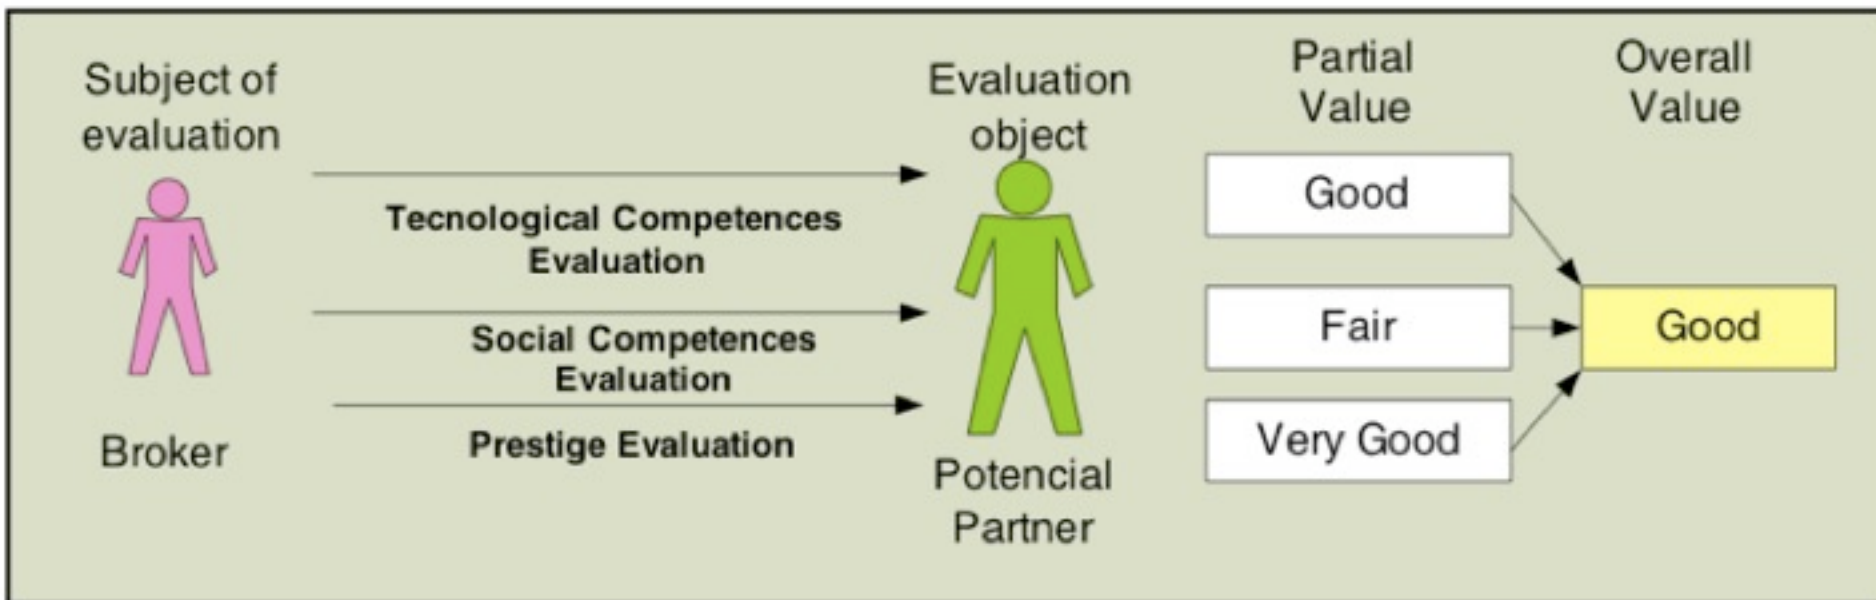 Subject of
evaluation
Broker
Tecnological Competences
Evaluation
Social Competences
Evaluation
Prestige Evaluation
Evaluation
object
Potencial
Partner
Partial
Value
Good
Fair
Very Good
Overall
Value
Good